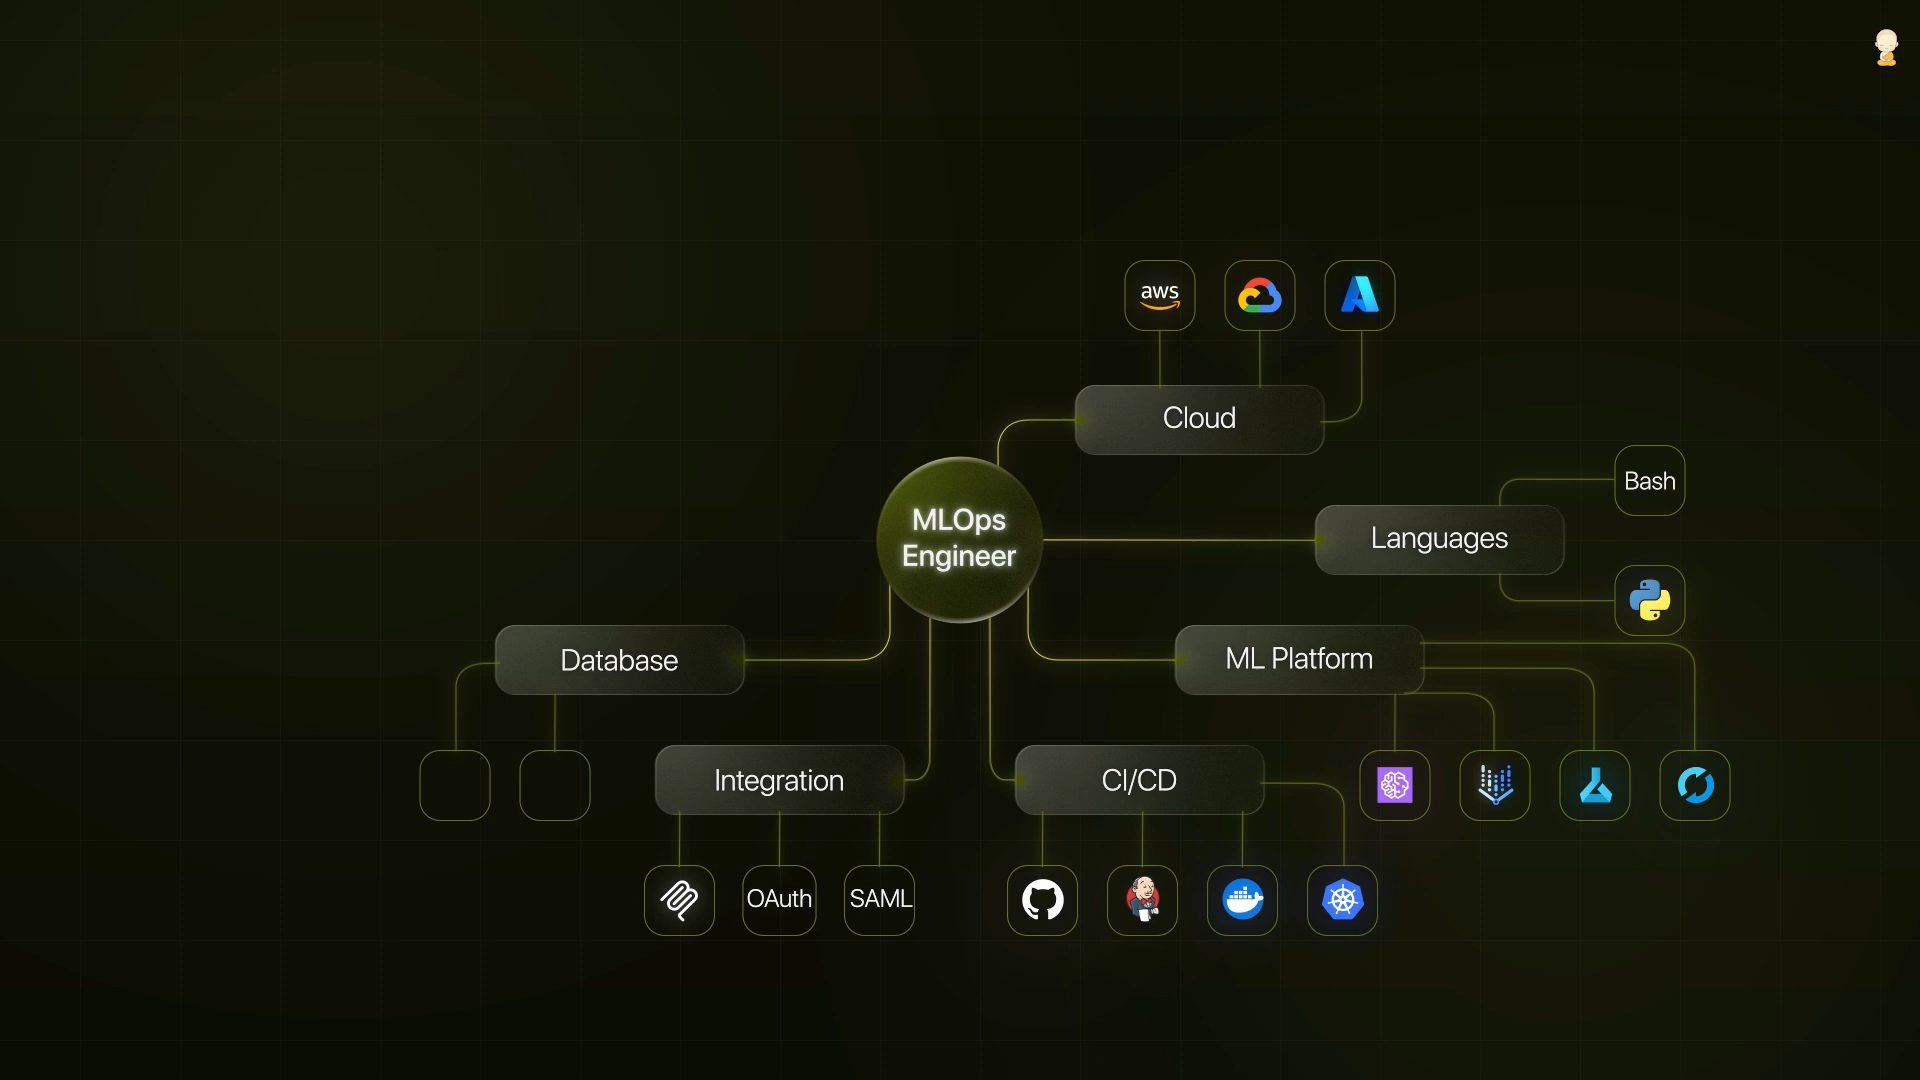 aws
Cloud
Bash
MLOps
Engineer
Languages
Database
ML Platform
Integration
CI/CD
OAuth
SAML